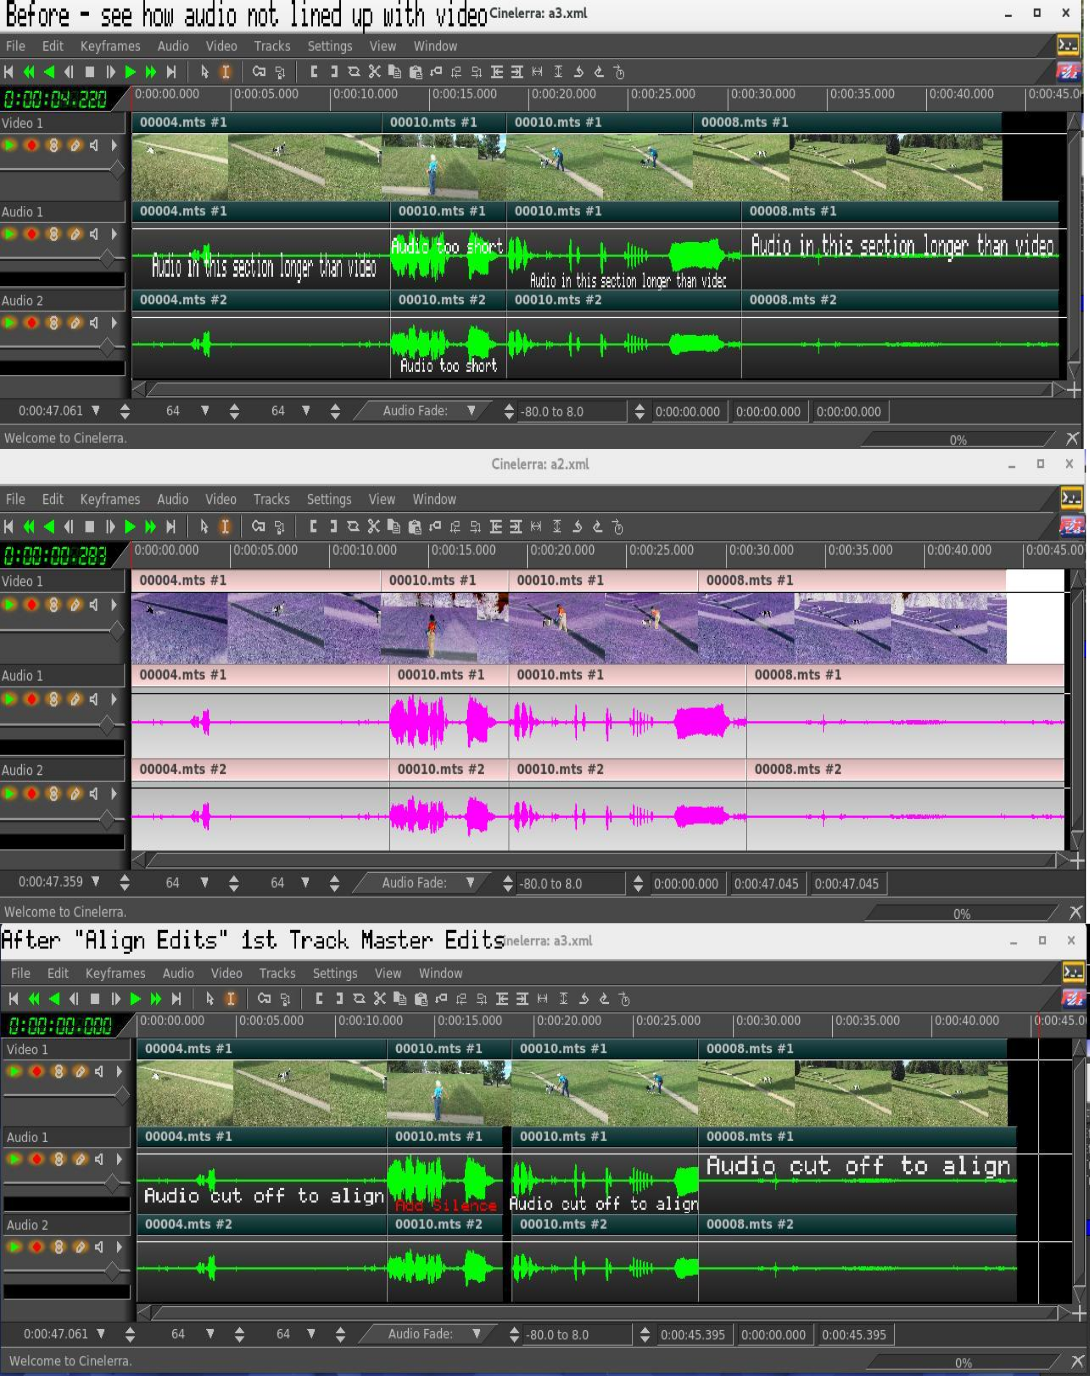 Before - see how audio not lined up with video Cinelerra: a3.xml
File Edit Keyframes Audio Video Tracks Settings View Window
0:00:04.220 0:00:00.000 0:00:05.000 0:00:10.000 0:00:15.000 0:00:20.000 0:00:25.000 0:00:30.000 0:00:35.000 0:00:40.000 0:00:45.0
Video 1 00004.mts #1 00010.mts #1 00010.mts #1 00008.mts #1
Audio 1 00004.mts #1 00010.mts #1 00010.mts #1 00008.mts #1
Audio in this section longer than video Audio too short Audio in this section longer than video Audio in this section longer than video
Audio 2 00004.mts #2 00010.mts #2 00010.mts #2 00008.mts #2
Audio too short
0:00:47.061 64 64 Audio Fade: -80.0 to 8.0 0:00:00.000 0:00:00.000 0:00:00.000
Welcome to Cinelerra. 0%
Cinelerra: a2.xml
File Edit Keyframes Audio Video Tracks Settings View Window
0:00:00.283 0:00:00.000 0:00:05.000 0:00:10.000 0:00:15.000 0:00:20.000 0:00:25.000 0:00:30.000 0:00:35.000 0:00:40.000 0:00:45.00
Video 1 00004.mts #1 00010.mts #1 00010.mts #1 00008.mts #1
Audio 1 00004.mts #1 00010.mts #1 00010.mts #1 00008.mts #1
Audio 2 00004.mts #2 00010.mts #2 00010.mts #2 00008.mts #2
0:00:47.359 64 64 Audio Fade: -80.0 to 8.0 0:00:00.000 0:00:47.045 0:00:47.045
Welcome to Cinelerra. 0%
After "Align Edits" 1st Track Master Edits inelerra: a3.xml
File Edit Keyframes Audio Video Tracks Settings View Window
0:00:00.000 0:00:00.000 0:00:05.000 0:00:10.000 0:00:15.000 0:00:20.000 0:00:25.000 0:00:30.000 0:00:35.000 0:00:40.000 0:00:45.0
Video 1 00004.mts #1 00010.mts #1 00010.mts #1 00008.mts #1
Audio 1 00004.mts #1 00010.mts #1 00010.mts #1 00008.mts #1
Audio cut off to align Add Silence Audio cut off to align Audio cut off to align
Audio 2 00004.mts #2 00010.mts #2 00010.mts #2 00008.mts #2
0:00:47.061 64 64 Audio Fade: -80.0 to 8.0 0:00:45.395 0:00:00.000 0:00:45.395
Welcome to Cinelerra. 0%